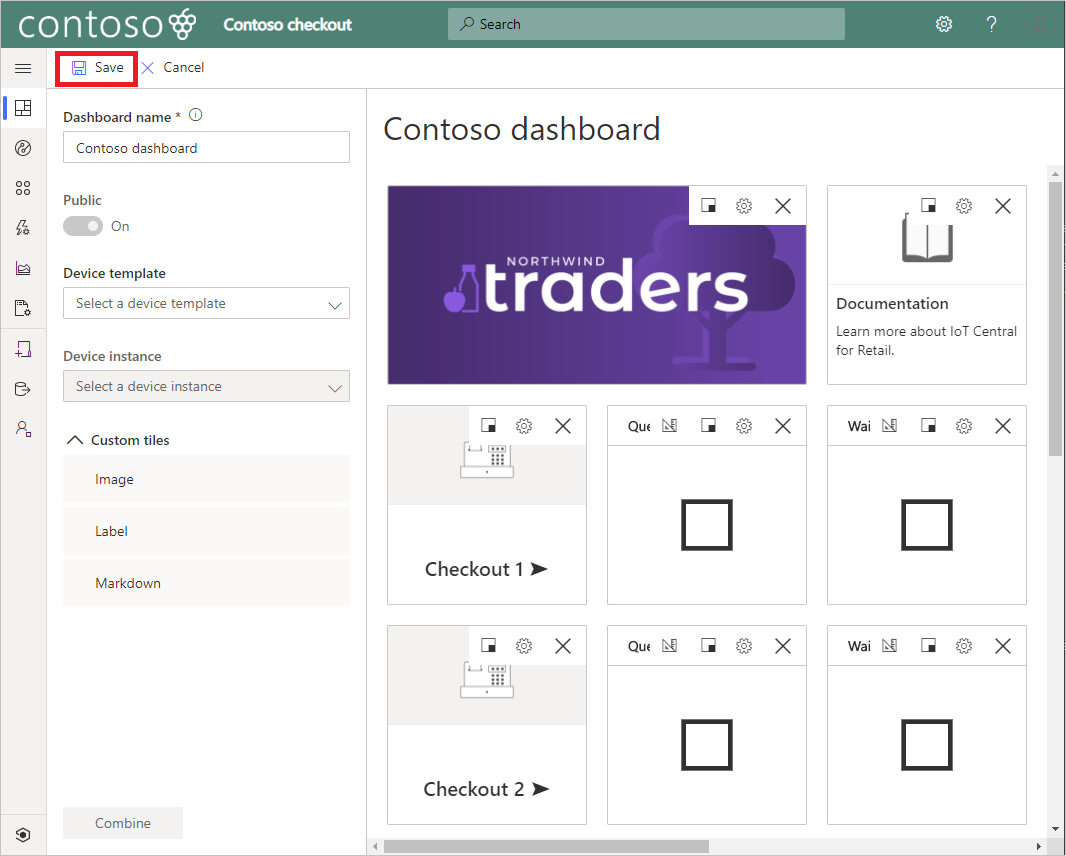 contoso
Contoso checkout
Search
?
Save
Cancel
Dashboard name *
Contoso dashboard
Public
On
Device template
Select a device template
Device instance
Select a device instance
Custom tiles
Image
Label
Markdown
Combine
Contoso dashboard
NORTHWIND
traders
Documentation
Learn more about IoT Central
for Retail.
Checkout 1 ➤
Que
Wai
Checkout 2 ➤
Que
Wai